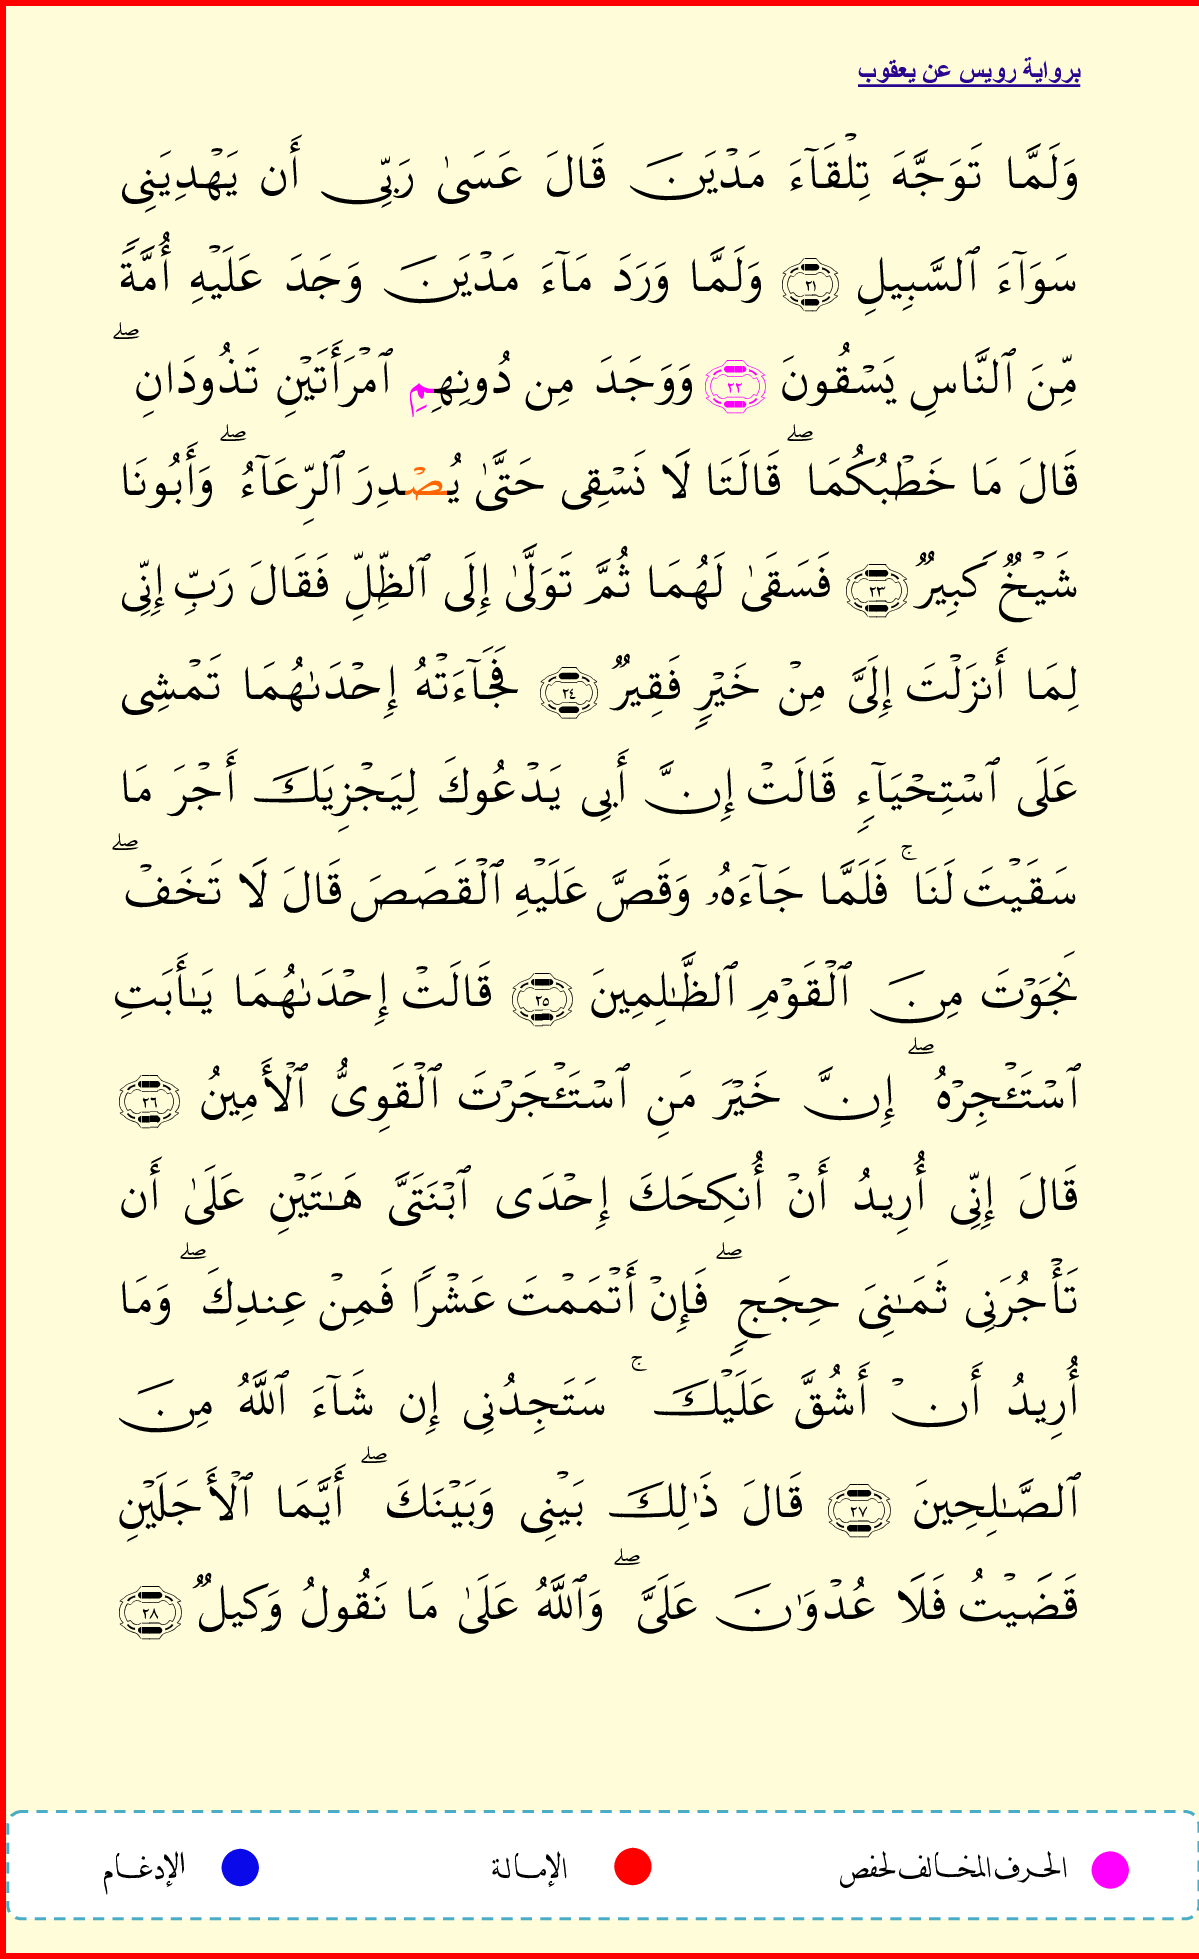 برواية رويس عن يعقوب
وَلَمَّا تَوَجَّهَ تِلْقَآءَ مَدْيَنَ قَالَ عَسَىٰ رَبِّى أَن يَهْدِيَنِى
سَوَآءَ ٱلسَّبِيلِ ٢١ وَلَمَّا وَرَدَ مَآءَ مَدْيَنَ وَجَدَ عَلَيْهِ أُمَّةً
مِّنَ ٱلنَّاسِ يَسْقُونَ ٢٢ وَوَجَدَ مِن دُونِهِمِ ٱمْرَأَتَيْنِ تَذُودَانِ ۖ
قَالَ مَا خَطْبُكُمَا ۖ قَالَتَا لَا نَسْقِى حَتَّىٰ يُصْدِرَ ٱلرِّعَآءُ ۖ وَأَبُونَا
شَيْخٌ كَبِيرٌ ٢٣ فَسَقَىٰ لَهُمَا ثُمَّ تَوَلَّىٰ إِلَى ٱلظِّلِّ فَقَالَ رَبِّ إِنِّى
لِمَا أَنزَلْتَ إِلَىَّ مِنْ خَيْرٍ فَقِيرٌ ٢٤ فَجَآءَتْهُ إِحْدَىٰهُمَا تَمْشِى
عَلَى ٱسْتِحْيَآءٍ قَالَتْ إِنَّ أَبِى يَدْعُوكَ لِيَجْزِيَكَ أَجْرَ مَا
سَقَيْتَ لَنَا ۚ فَلَمَّا جَآءَهُۥ وَقَصَّ عَلَيْهِ ٱلْقَصَصَ قَالَ لَا تَخَفْ ۖ
نَجَوْتَ مِنَ ٱلْقَوْمِ ٱلظَّـٰلِمِينَ ٢٥ قَالَتْ إِحْدَىٰهُمَا يَـٰأَبَتِ
ٱسْتَـْٔجِرْهُ ۖ إِنَّ خَيْرَ مَنِ ٱسْتَـْٔجَرْتَ ٱلْقَوِىُّ ٱلْأَمِينُ ٢٦
قَالَ إِنِّى أُرِيدُ أَنْ أُنكِحَكَ إِحْدَى ٱبْنَتَىَّ هَـٰتَيْنِ عَلَىٰ أَن
تَأْجُرَنِى ثَمَـٰنِىَ حِجَجٍ ۖ فَإِنْ أَتْمَمْتَ عَشْرًا فَمِنْ عِندِكَ ۖ وَمَا
أُرِيدُ أَنْ أَشُقَّ عَلَيْكَ ۚ سَتَجِدُنِى إِن شَآءَ ٱللَّهُ مِنَ
ٱلصَّـٰلِحِينَ ٢٧ قَالَ ذَٰلِكَ بَيْنِى وَبَيْنَكَ ۖ أَيَّمَا ٱلْأَجَلَيْنِ
قَضَيْتُ فَلَا عُدْوَٰنَ عَلَىَّ ۖ وَٱللَّهُ عَلَىٰ مَا نَقُولُ وَكِيلٌ ٢٨
الحرف المخالف لحفص الإمالة الإدغام